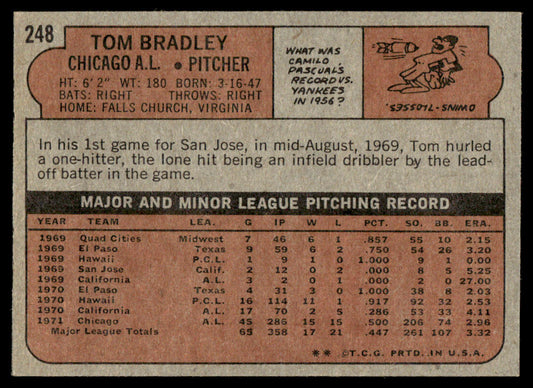 248
TOM BRADLEY
CHICAGO A.L. • PITCHER
HT: 6' 2" WT: 180 BORN: 3-16-47
BATS: RIGHT THROWS: RIGHT
HOME: FALLS CHURCH, VIRGINIA
WHAT WAS
CAMILO
PASCUAL'S
RECORD VS.
YANKEES
IN 1956?
0 WINS-7 LOSSES.
In his 1st game for San Jose, in mid-August, 1969, Tom hurled
a one-hitter, the lone hit being an infield dribbler by the lead-
off batter in the game.
MAJOR AND MINOR LEAGUE PITCHING RECORD
YEAR TEAM LEA. G IP W L PCT. SO. BB. ERA.
1969 Quad Cities Midwest 7 46 6 1 .857 55 10 2.15
1969 El Paso Texas 9 59 6 2 .750 54 26 3.20
1969 Hawaii P.C.L. 1 9 1 0 1.000 9 1 0.00
1969 San Jose Calif. 2 12 0 2 .000 8 5 5.25
1969 California A.L. 3 2 0 1 .000 2 0 27.00
1970 El Paso Texas 4 31 3 0 1.000 38 8 2.03
1970 Hawaii P.C.L. 16 114 11 1 .917 92 32 2.53
1970 California A.L. 17 70 2 5 .286 53 33 4.11
1971 Chicago A.L. 45 286 15 15 .500 206 74 2.96
Major League Totals 65 358 17 21 .447 261 107 3.32
** ©T.C.G. PRTD. IN U.S.A.